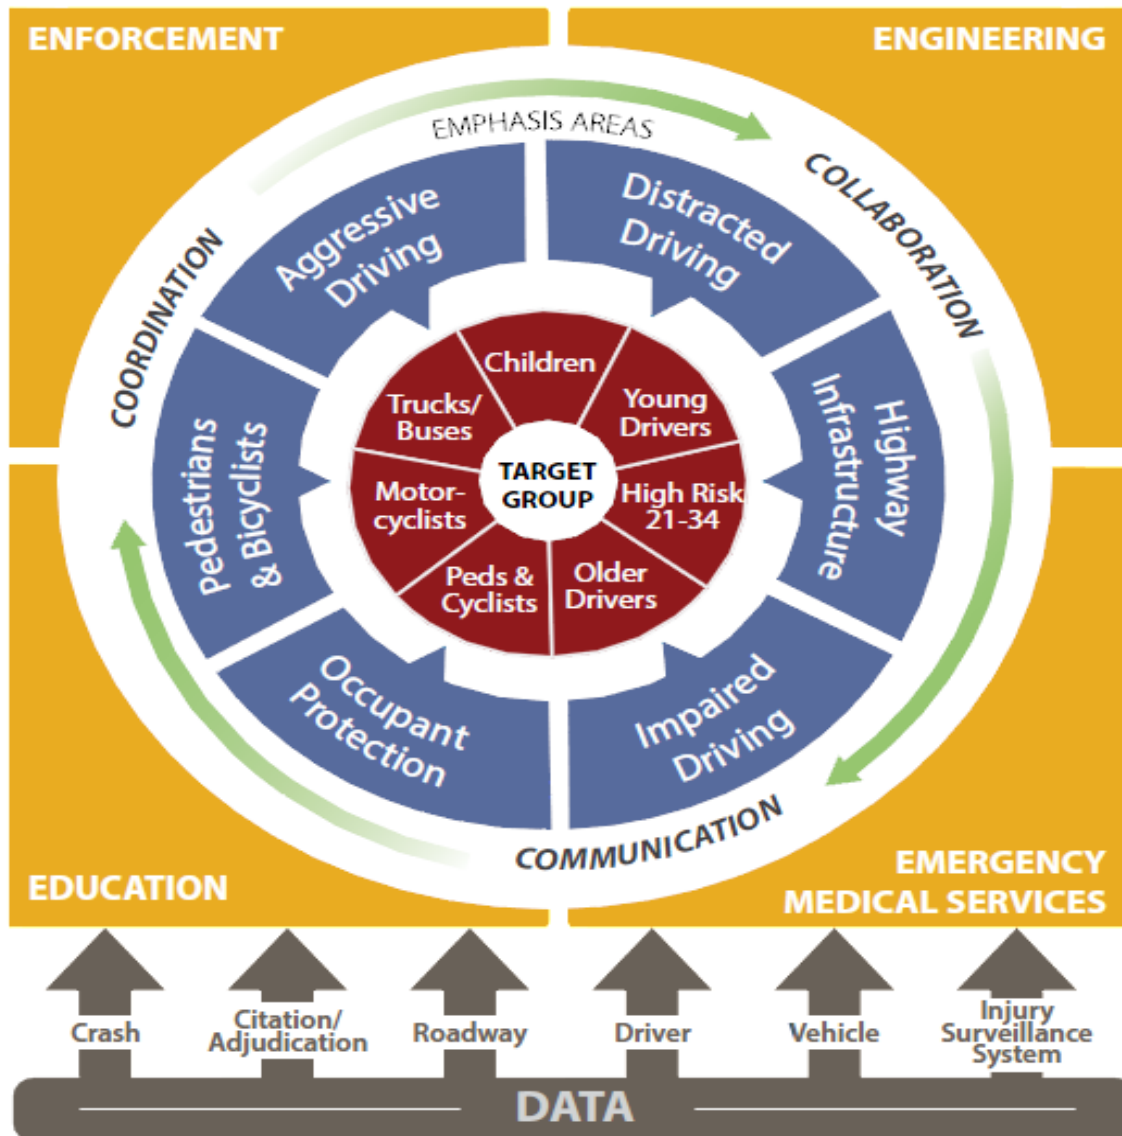 ENFORCEMENT
ENGINEERING
EMPHASIS AREAS
COORDINATION
COLLABORATION
COMMUNICATION
Aggressive
Driving
Distracted
Driving
Highway
Infrastructure
Impaired
Driving
Occupant
Protection
Pedestrians
& Bicyclists
Children
Young
Drivers
High Risk
21-34
Older
Drivers
Peds &
Cyclists
Motor-
cyclists
Trucks/
Buses
TARGET
GROUP
EDUCATION
EMERGENCY
MEDICAL SERVICES
Crash
Citation/
Adjudication
Roadway
Driver
Vehicle
Injury
Surveillance
System
DATA